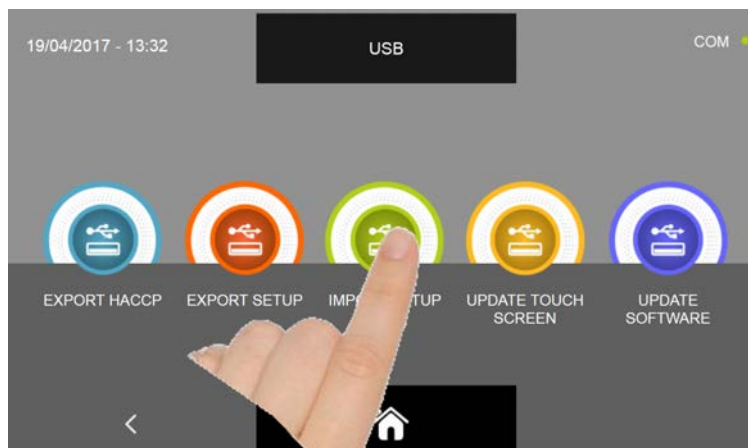 19/04/2017 - 13:32
USB
COM
EXPORT HACCP
EXPORT SETUP
UPDATE TOUCH
SCREEN
UPDATE
SOFTWARE